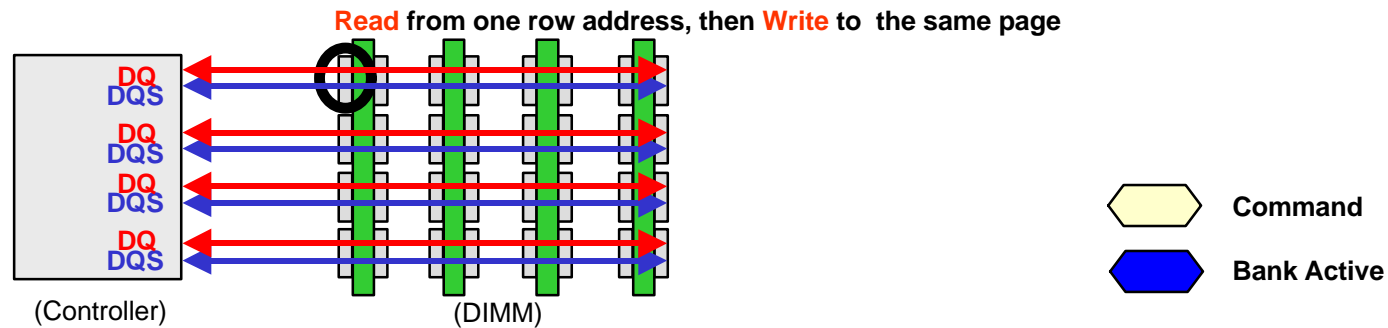 Read from one row address, then Write to the same page
DQ
DQS
DQ
DQS
DQ
DQS
DQ
DQS
(Controller)
(DIMM)
Command
Bank Active